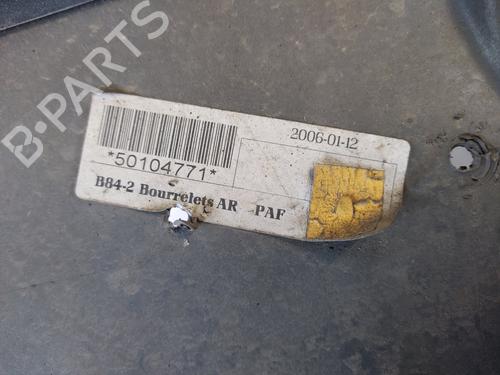 B-PARTS
2006-01-12
*50104771*
B84-2 Bourrelets AR PAF